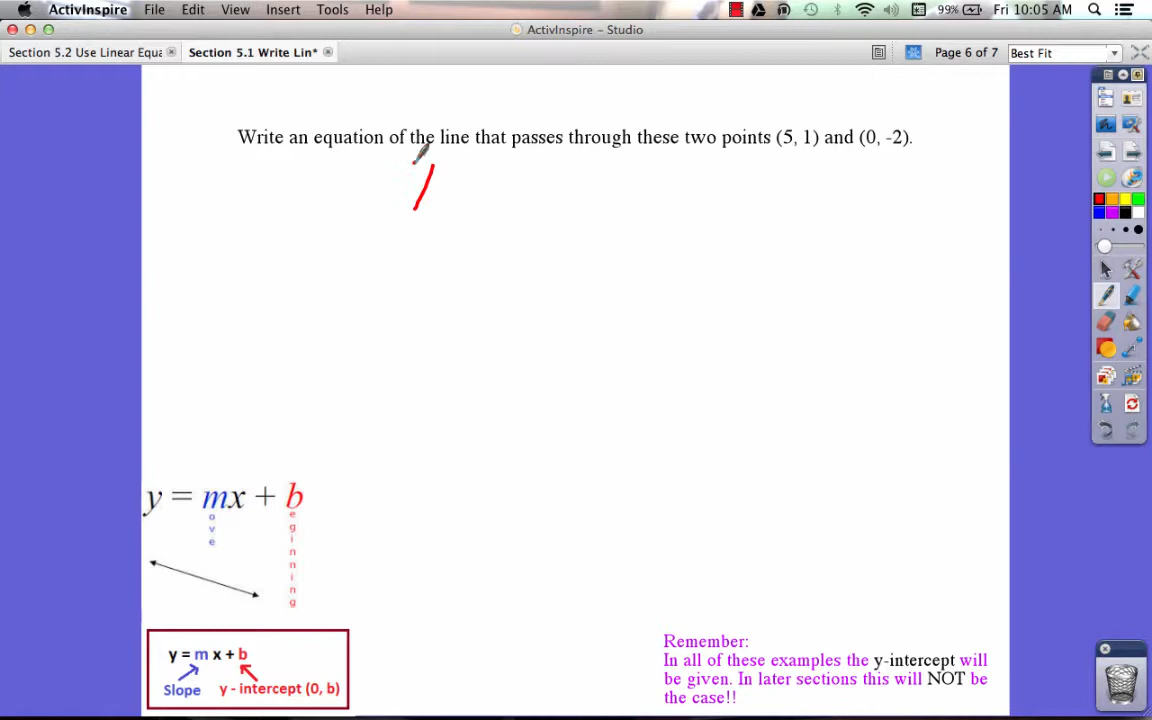 ActivInspire File Edit View Insert Tools Help 99% Fri 10:05 AM
ActivInspire – Studio
Section 5.2 Use Linear Equa Section 5.1 Write Lin* Page 6 of 7 Best Fit
Write an equation of the line that passes through these two points (5, 1) and (0, -2).
y = mx + b
ove
eginning
y = m x + b
Slope y - intercept (0, b)
Remember:
In all of these examples the y-intercept will
be given. In later sections this will NOT be
the case!!